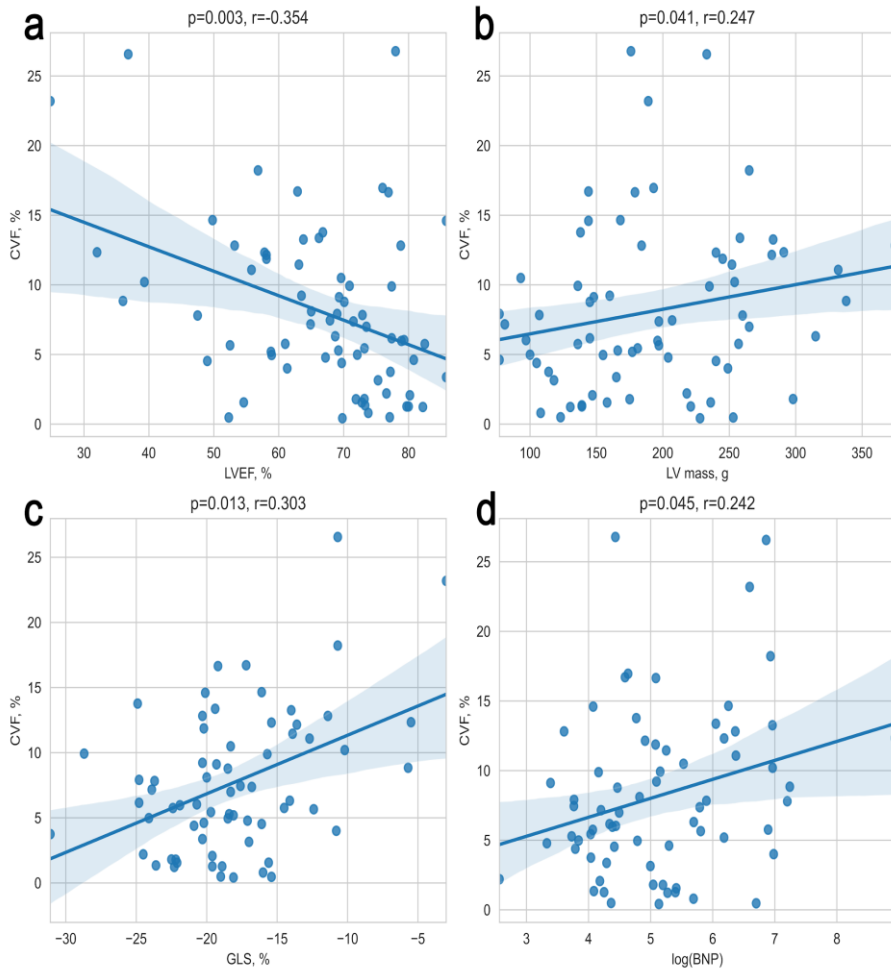 a
p=0.003, r=-0.354
b
p=0.041, r=0.247
CVF, %
25
20
15
10
5
0
30 40 50 60 70 80
LVEF, %
CVF, %
25
20
15
10
5
0
100 150 200 250 300 350
LV mass, g
c
p=0.013, r=0.303
d
p=0.045, r=0.242
CVF, %
25
20
15
10
5
0
−30 −25 −20 −15 −10 −5
GLS, %
CVF, %
25
20
15
10
5
0
3 4 5 6 7 8
log(BNP)